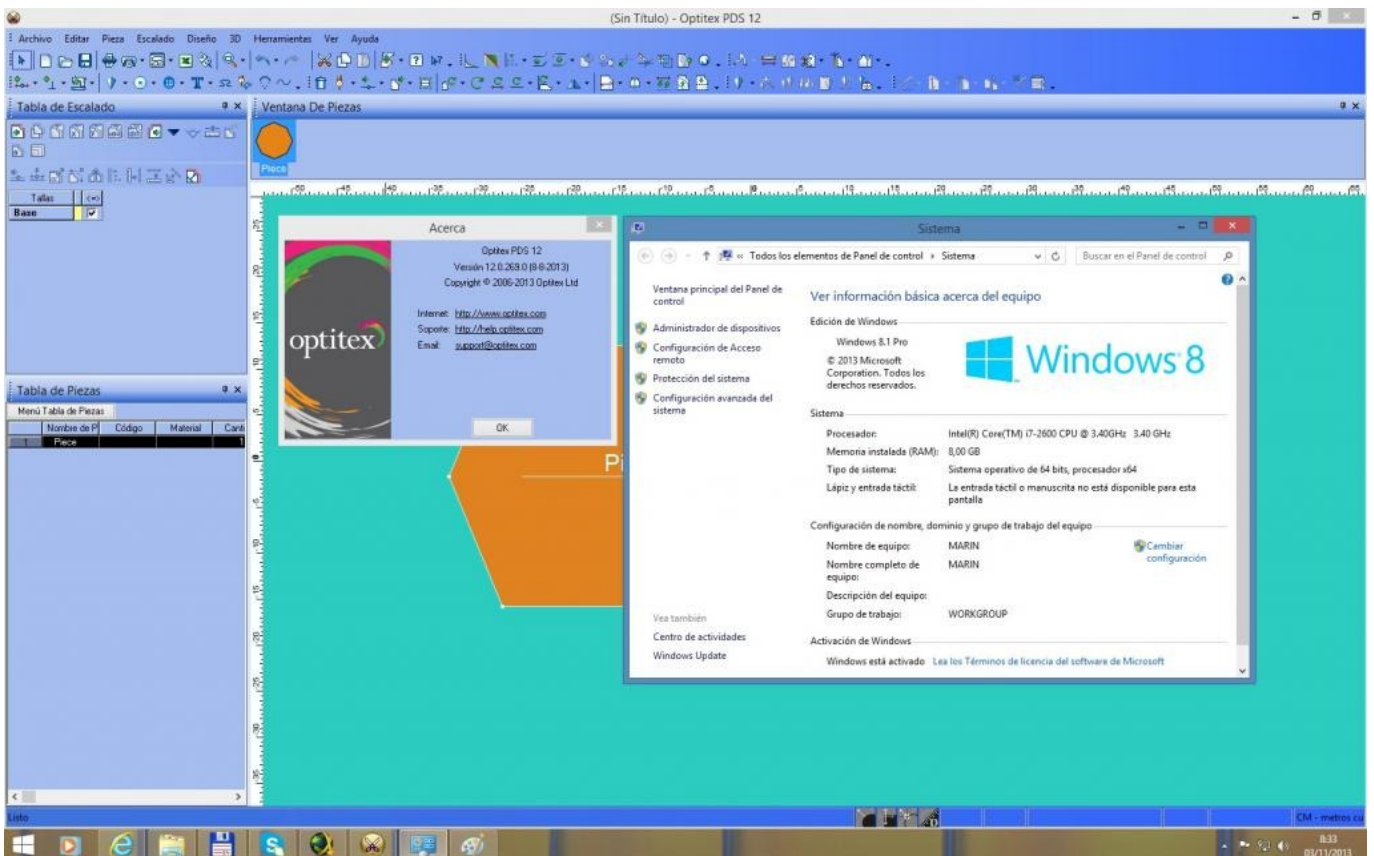 (Sin Título) - Optitex PDS 12
Archivo Editar Pieza Escalado Diseño 3D Herramientas Ver Ayuda
Tabla de Escalado
Ventana De Piezas
Piece
Tallas
Base
Tabla de Piezas
Menú Tabla de Piezas
Nombre de P Código Material Canti
1 Piece 1
Acerca
optitex
Optitex PDS 12
Versión 12.0.269.0 (8-8-2013)
Copyright © 2006-2013 Optitex Ltd
Internet: http://www.optitex.com
Soporte: http://help.optitex.com
Email: support@optitex.com
OK
Pi
Sistema
« Todos los elementos de Panel de control Sistema
Buscar en el Panel de control
Ventana principal del Panel de
control
Administrador de dispositivos
Configuración de Acceso
remoto
Protección del sistema
Configuración avanzada del
sistema
Vea también
Centro de actividades
Windows Update
Ver información básica acerca del equipo
Edición de Windows
Windows 8.1 Pro
© 2013 Microsoft
Corporation. Todos los
derechos reservados.
Windows 8
Sistema
Procesador: Intel(R) Core(TM) i7-2600 CPU @ 3.40GHz 3.40 GHz
Memoria instalada (RAM): 8,00 GB
Tipo de sistema: Sistema operativo de 64 bits, procesador x64
Lápiz y entrada táctil: La entrada táctil o manuscrita no está disponible para esta
pantalla
Configuración de nombre, dominio y grupo de trabajo del equipo
Nombre de equipo: MARIN
Cambiar
configuración
Nombre completo de
equipo: MARIN
Descripción del equipo:
Grupo de trabajo: WORKGROUP
Activación de Windows
Windows está activado Lea los Términos de licencia del software de Microsoft
Listo
CM - metros cu
8:33
03/11/2013